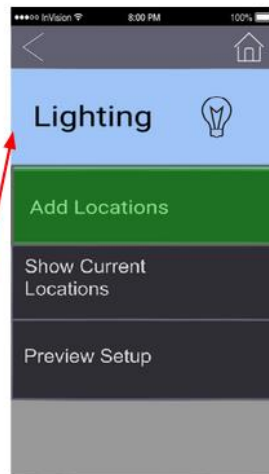 ●●●○○ InVision 8:00 PM 100%
Lighting
Add Locations
Show Current
Locations
Preview Setup